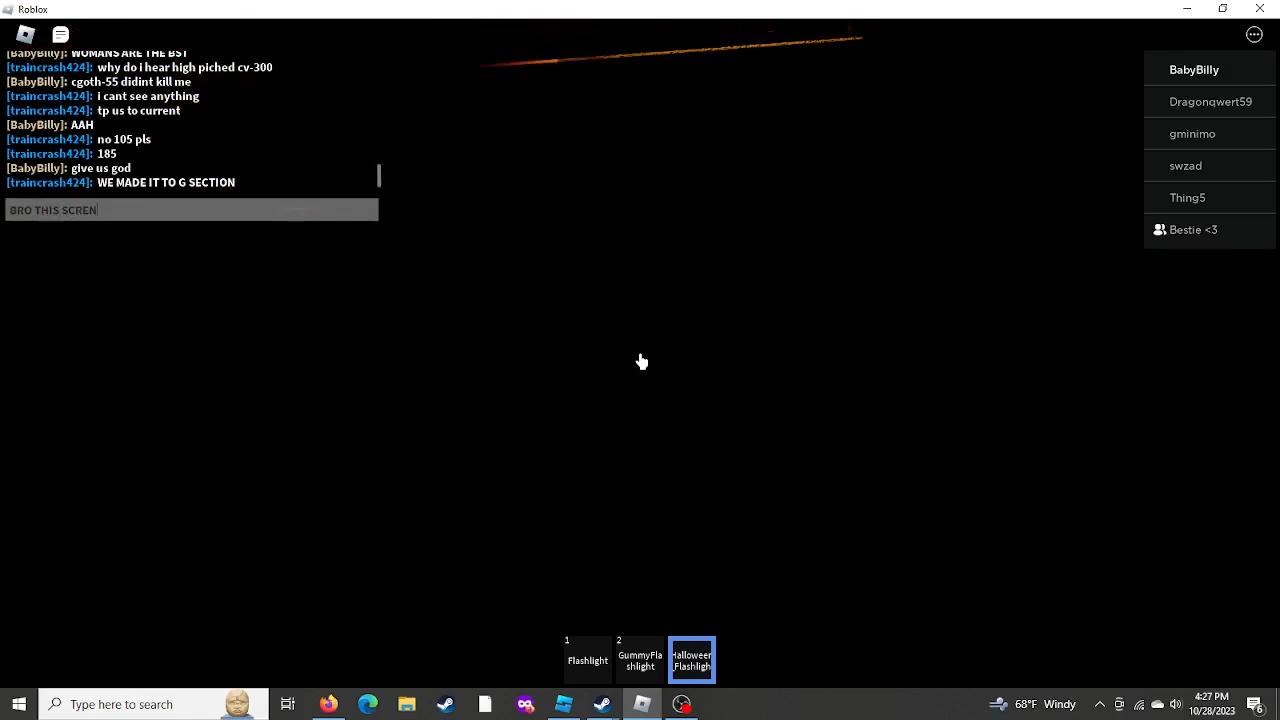 Roblox
[BabyBilly]: WOMANS ARE THE BST
[traincrash424]: why do i hear high piched cv-300
[BabyBilly]: cgoth-55 didint kill me
[traincrash424]: i cant see anything
[traincrash424]: tp us to current
[BabyBilly]: AAH
[traincrash424]: no 105 pls
[traincrash424]: 185
[BabyBilly]: give us god
[traincrash424]: WE MADE IT TO G SECTION
BRO THIS SCREN
BabyBilly
Dragonqwert59
gminimo
swzad
Thing5
Bestie <3
1
Flashlight
2
GummyFla
shlight
Halloween
Flashligh
Type here to search
68°F Windy
4:27 PM
10/28/2023
6